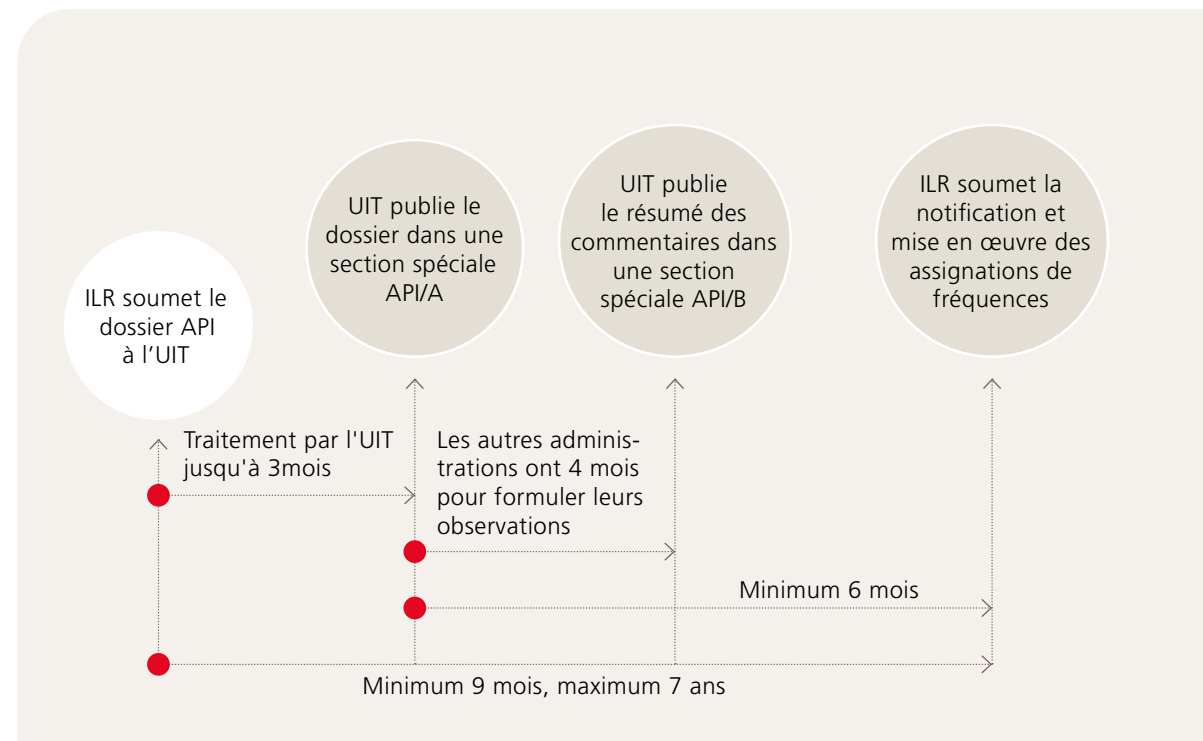 ILR soumet le
dossier API
à l’UIT
UIT publie le
dossier dans une
section spéciale
API/A
UIT publie
le résumé des
commentaires dans
une section
spéciale API/B
ILR soumet la
notification et
mise en œuvre des
assignations de
fréquences
Traitement par l'UIT
jusqu'à 3mois
Les autres adminis-
trations ont 4 mois
pour formuler leurs
observations
Minimum 6 mois
Minimum 9 mois, maximum 7 ans